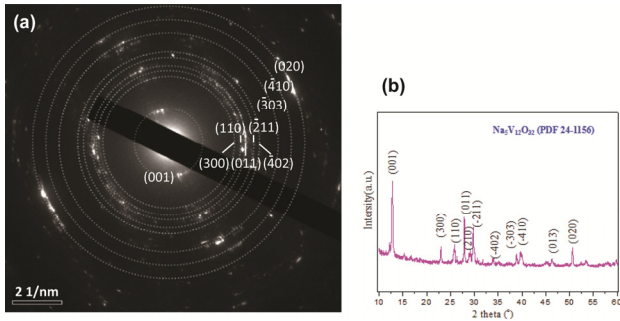 (a)
(020)
(4̄10)
(3̄03)
(110) (2̄11)
(300) (011) (4̄02)
(001)
2 1/nm
(b)
Na5V12O32 (PDF 24-1156)
Intersity(a.u.)
(001)
(300)
(110)
(210)
(011)
(-211)
(-402)
(-303)
(-410)
(013)
(020)
10 15 20 25 30 35 40 45 50 55 60
2 theta (°)